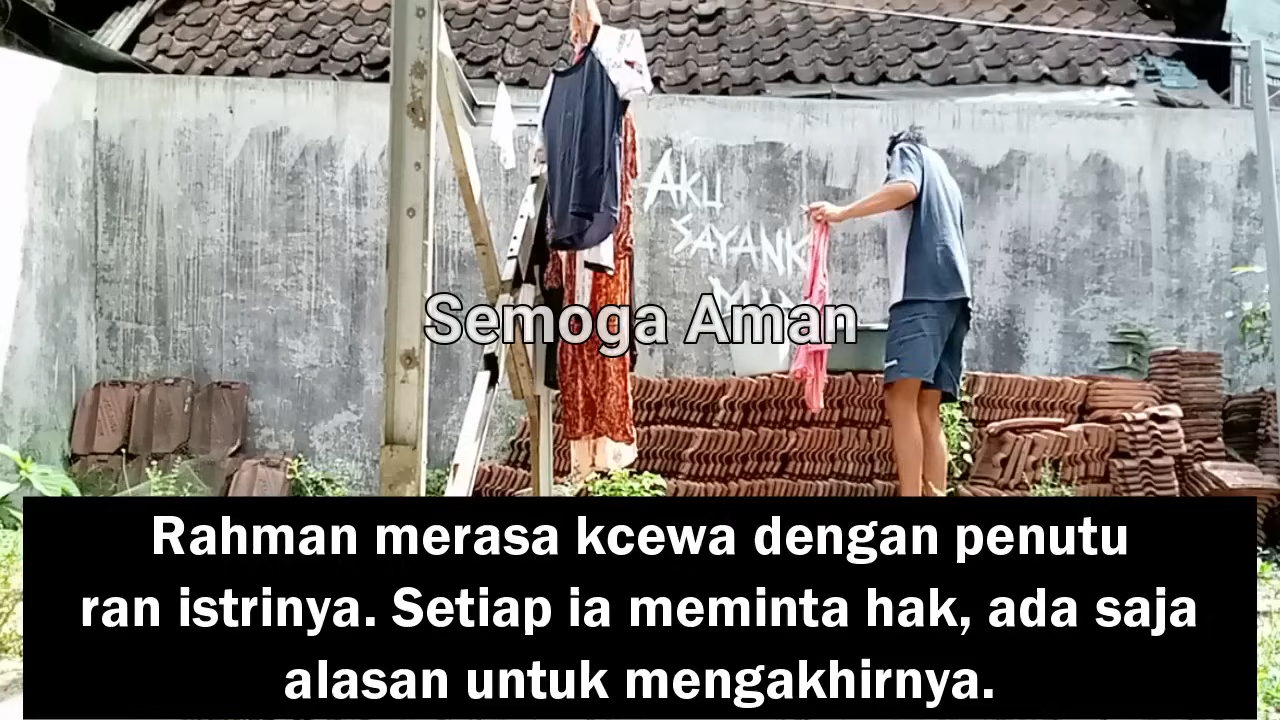 AKU
SAYANK
Semoga Aman
Rahman merasa kcewa dengan penutu
ran istrinya. Setiap ia meminta hak, ada saja
alasan untuk mengakhirnya.